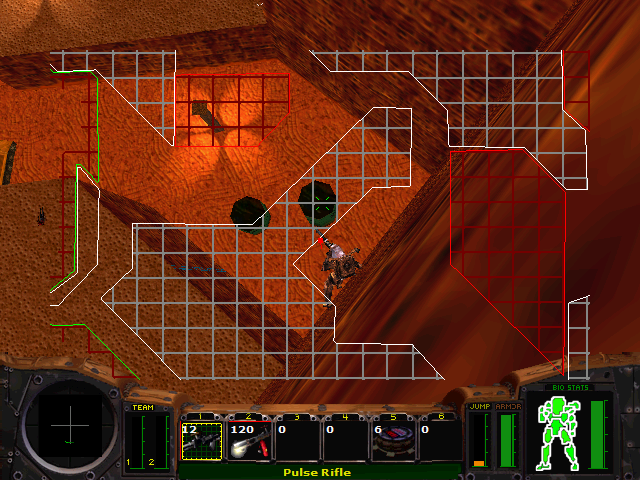 BIO STATS
TEAM
1 2 3 4 5 6
JUMP ARMOR
12 120 0 0 6 0
1 2
Pulse Rifle